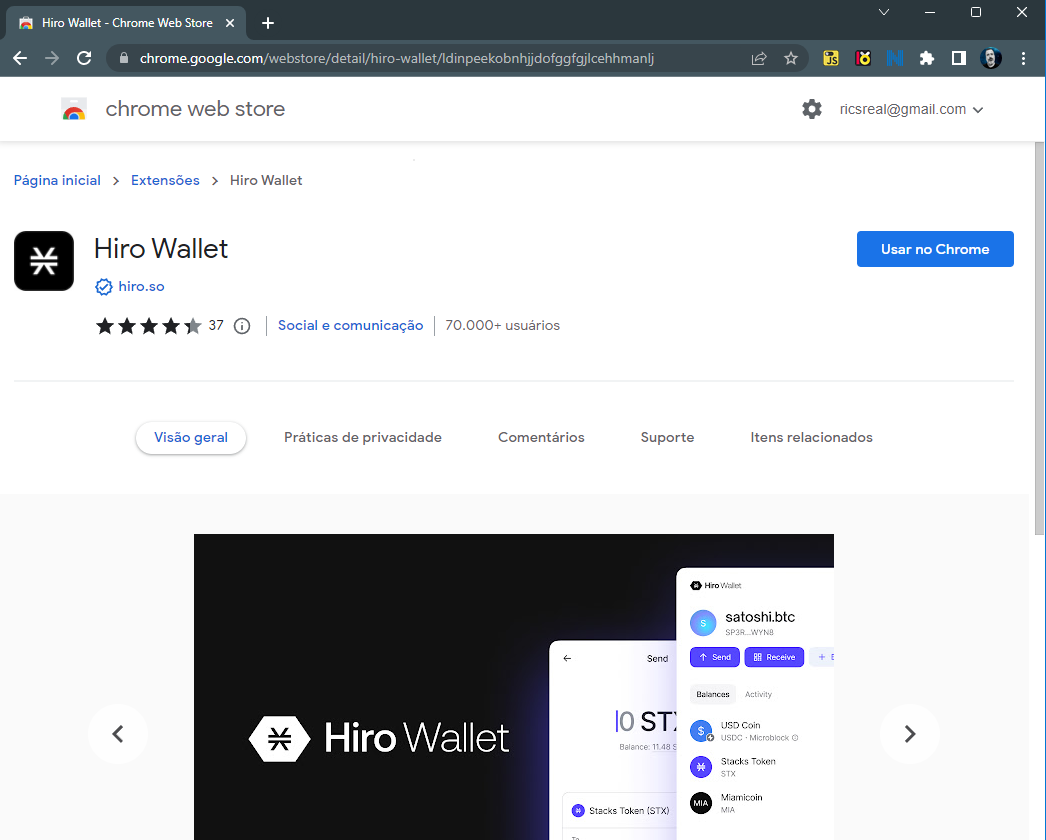 Hiro Wallet - Chrome Web Store
chrome.google.com/webstore/detail/hiro-wallet/ldinpeekobnhjjdofggfgjlcehhmanlj
JS
N
chrome web store
ricsreal@gmail.com
Página inicial > Extensões > Hiro Wallet
Hiro Wallet
Usar no Chrome
hiro.so
37
Social e comunicação
70.000+ usuários
Visão geral
Práticas de privacidade
Comentários
Suporte
Itens relacionados
Hiro Wallet
Send
0 STX
Balance: 11.48 S
Stacks Token (STX)
To
Hiro Wallet
S
satoshi.btc
SP3R...WYN8
Send
Receive
Balances
Activity
USD Coin
USDC · Microblock
Stacks Token
STX
MIA
Miamicoin
MIA